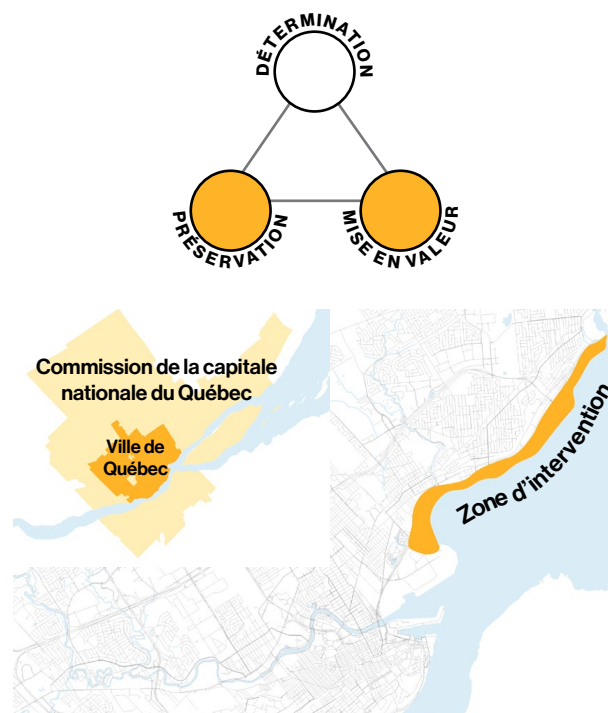 DÉTERMINATION
PRÉSERVATION
MISE EN VALEUR
Commission de la capitale
nationale du Québec
Ville de
Québec
Zone d'intervention